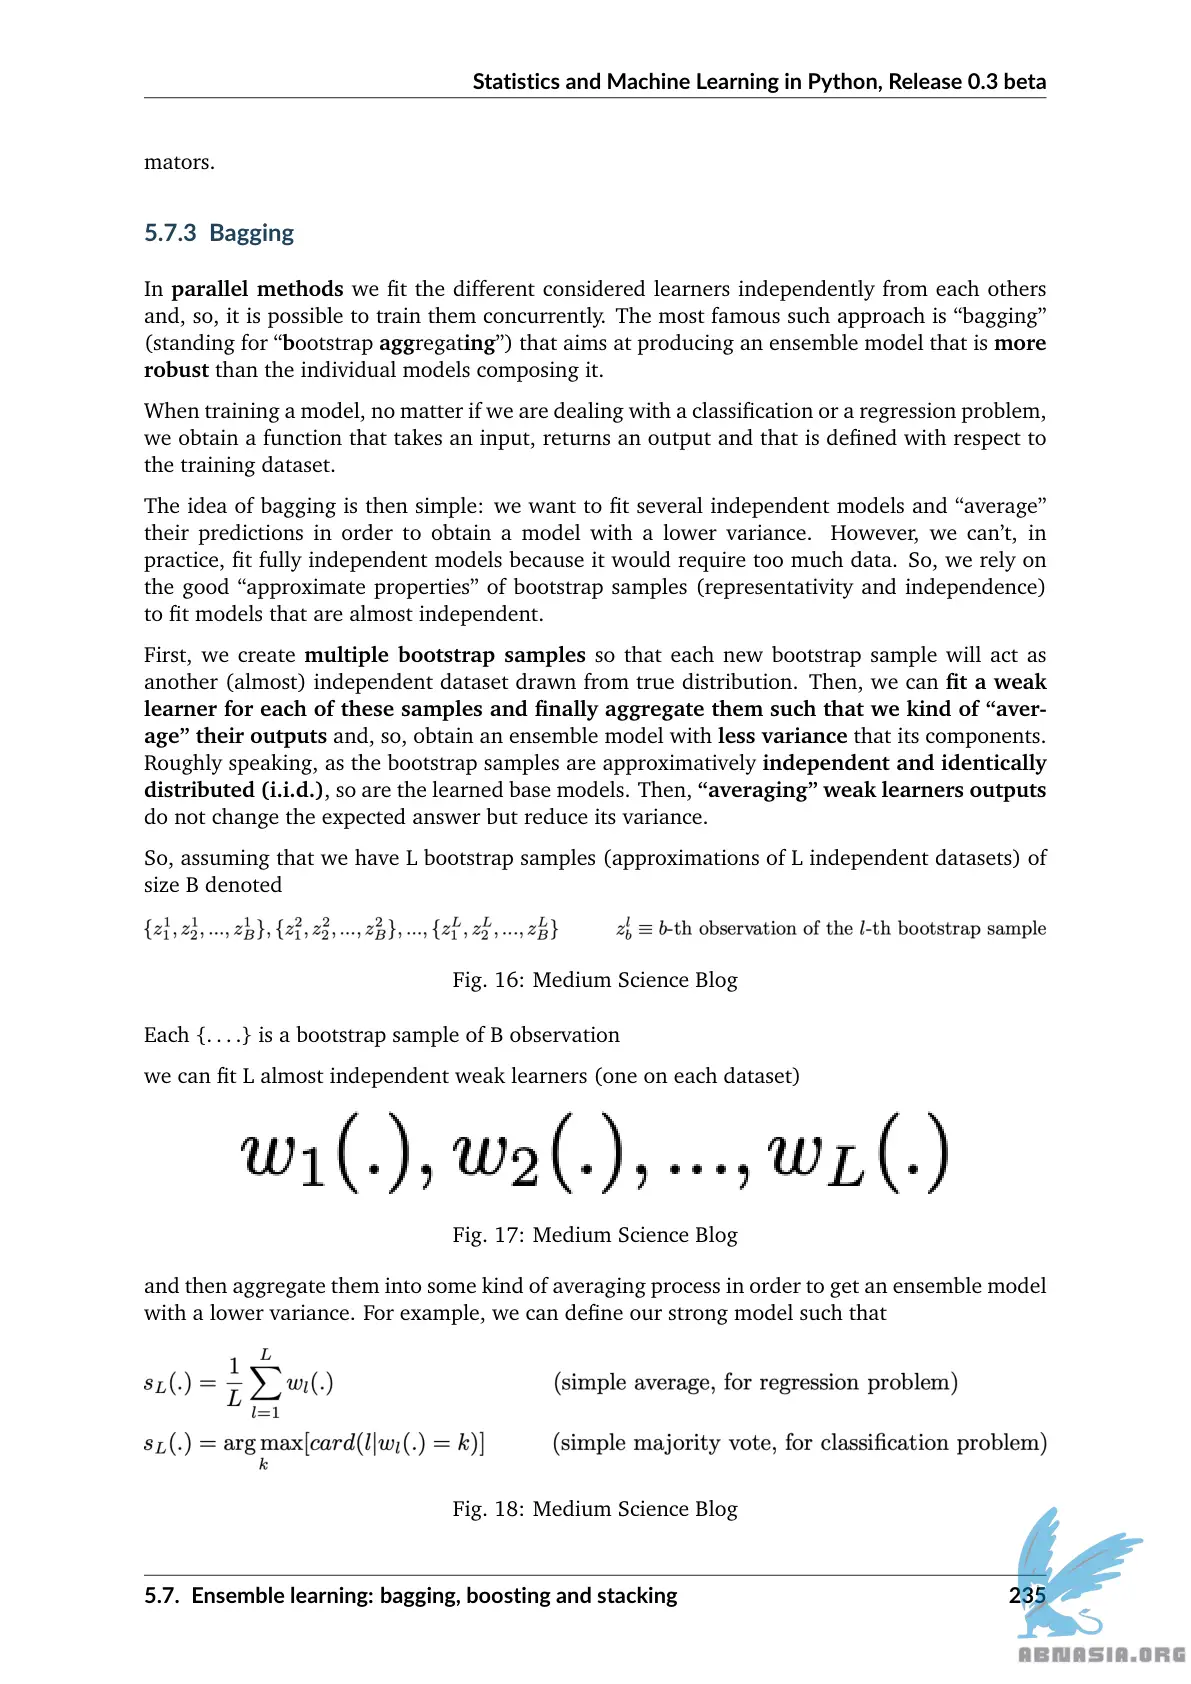 Statistics and Machine Learning in Python, Release 0.3 beta
mators.
5.7.3 Bagging
In parallel methods we fit the different considered learners independently from each others
and, so, it is possible to train them concurrently. The most famous such approach is “bagging”
(standing for “bootstrap aggregating”) that aims at producing an ensemble model that is more
robust than the individual models composing it.
When training a model, no matter if we are dealing with a classification or a regression problem,
we obtain a function that takes an input, returns an output and that is defined with respect to
the training dataset.
The idea of bagging is then simple: we want to fit several independent models and “average”
their predictions in order to obtain a model with a lower variance. However, we can’t, in
practice, fit fully independent models because it would require too much data. So, we rely on
the good “approximate properties” of bootstrap samples (representativity and independence)
to fit models that are almost independent.
First, we create multiple bootstrap samples so that each new bootstrap sample will act as
another (almost) independent dataset drawn from true distribution. Then, we can fit a weak
learner for each of these samples and finally aggregate them such that we kind of “aver-
age” their outputs and, so, obtain an ensemble model with less variance that its components.
Roughly speaking, as the bootstrap samples are approximatively independent and identically
distributed (i.i.d.), so are the learned base models. Then, “averaging” weak learners outputs
do not change the expected answer but reduce its variance.
So, assuming that we have L bootstrap samples (approximations of L independent datasets) of
size B denoted
{z_1^1, z_2^1, ..., z_B^1}, {z_1^2, z_2^2, ..., z_B^2}, ..., {z_1^L, z_2^L, ..., z_B^L} z_b^l ≡ b-th observation of the l-th bootstrap sample
Fig. 16: Medium Science Blog
Each {. . . .} is a bootstrap sample of B observation
we can fit L almost independent weak learners (one on each dataset)
w_1(.), w_2(.), ..., w_L(.)
Fig. 17: Medium Science Blog
and then aggregate them into some kind of averaging process in order to get an ensemble model
with a lower variance. For example, we can define our strong model such that
s_L(.) = 1/L ∑_{l=1}^{L} w_l(.) (simple average, for regression problem)
s_L(.) = arg max_k [card(l|w_l(.) = k)] (simple majority vote, for classification problem)
Fig. 18: Medium Science Blog
5.7. Ensemble learning: bagging, boosting and stacking 235
ABNASIA.ORG